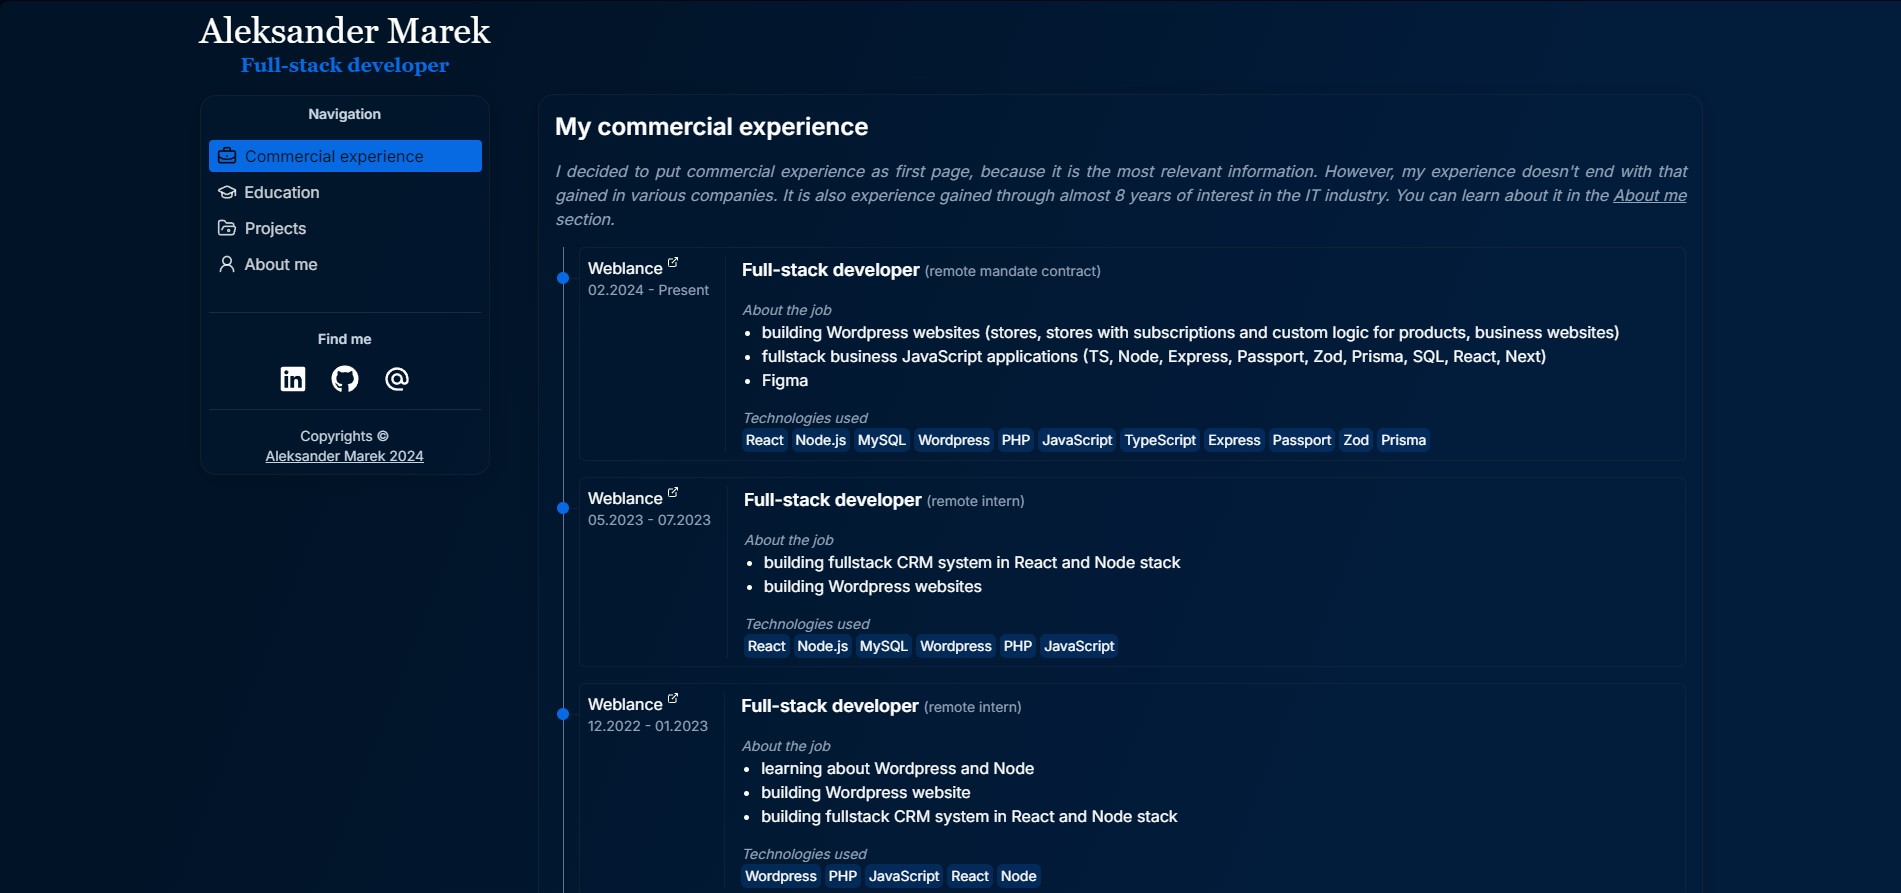 Aleksander Marek
Full-stack developer
Navigation
Commercial experience
Education
Projects
About me
Find me
Copyrights ©
Aleksander Marek 2024
My commercial experience
I decided to put commercial experience as first page, because it is the most relevant information. However, my experience doesn't end with that
gained in various companies. It is also experience gained through almost 8 years of interest in the IT industry. You can learn about it in the About me
section.
Weblance
02.2024 - Present
Full-stack developer (remote mandate contract)
About the job
• building Wordpress websites (stores, stores with subscriptions and custom logic for products, business websites)
• fullstack business JavaScript applications (TS, Node, Express, Passport, Zod, Prisma, SQL, React, Next)
• Figma
Technologies used
React Node.js MySQL Wordpress PHP JavaScript TypeScript Express Passport Zod Prisma
Weblance
05.2023 - 07.2023
Full-stack developer (remote intern)
About the job
• building fullstack CRM system in React and Node stack
• building Wordpress websites
Technologies used
React Node.js MySQL Wordpress PHP JavaScript
Weblance
12.2022 - 01.2023
Full-stack developer (remote intern)
About the job
• learning about Wordpress and Node
• building Wordpress website
• building fullstack CRM system in React and Node stack
Technologies used
Wordpress PHP JavaScript React Node